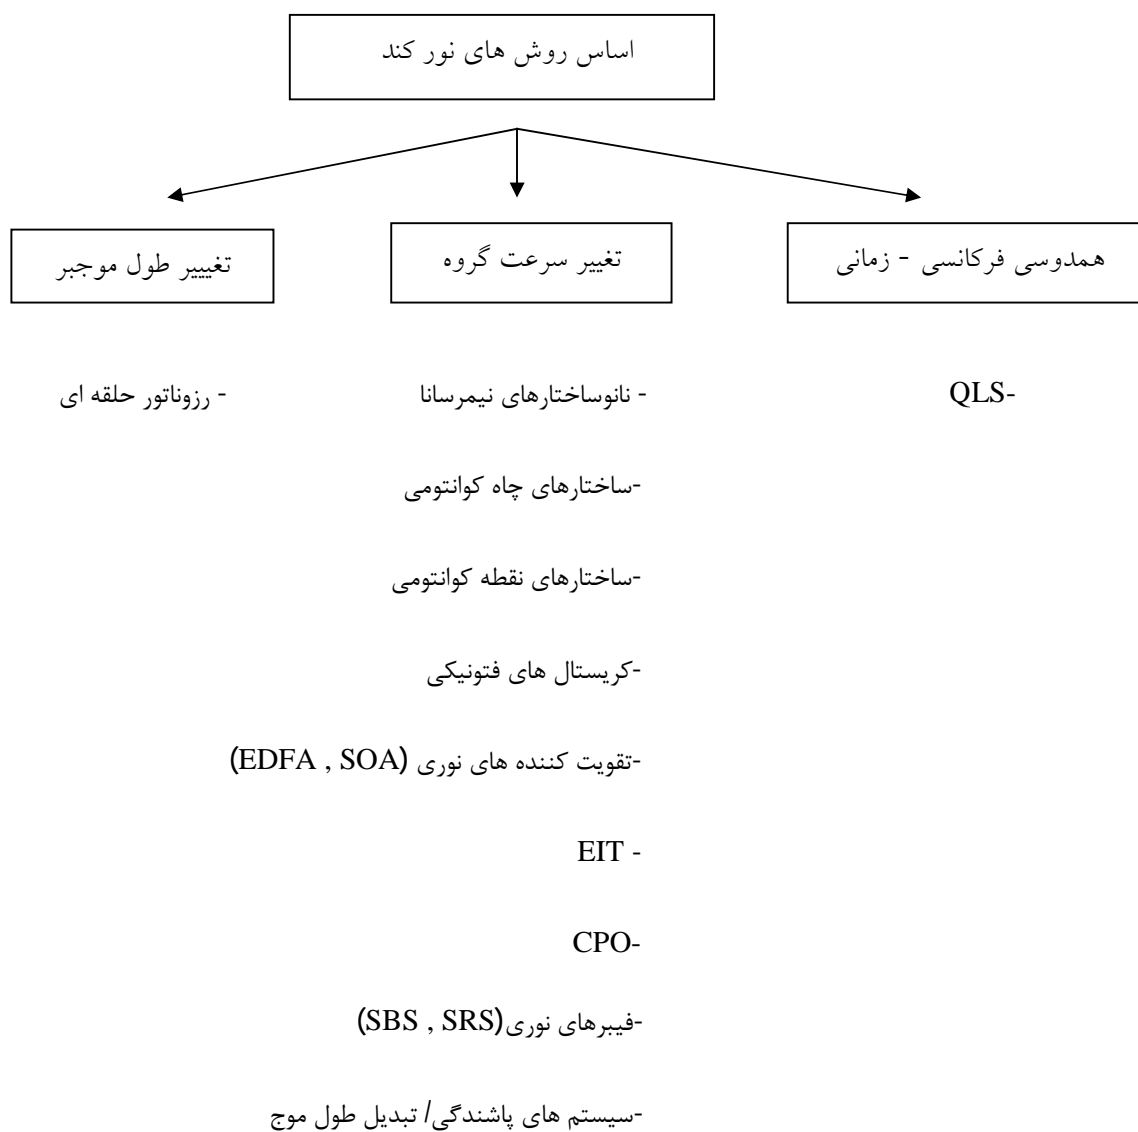 اساس روش های نور کند
همدوسی فرکانسی - زمانی
تغییر سرعت گروه
تغیییر طول موجبر
-QLS
- نانوساختارهای نیمرسانا
- رزوناتور حلقه ای
-ساختارهای چاه کوانتومی
-ساختارهای نقطه کوانتومی
-کریستال های فتونیکی
-تقویت کننده های نوری (EDFA , SOA)
- EIT
-CPO
-فیبرهای نوری(SBS , SRS)
-سیستم های پاشندگی/ تبدیل طول موج